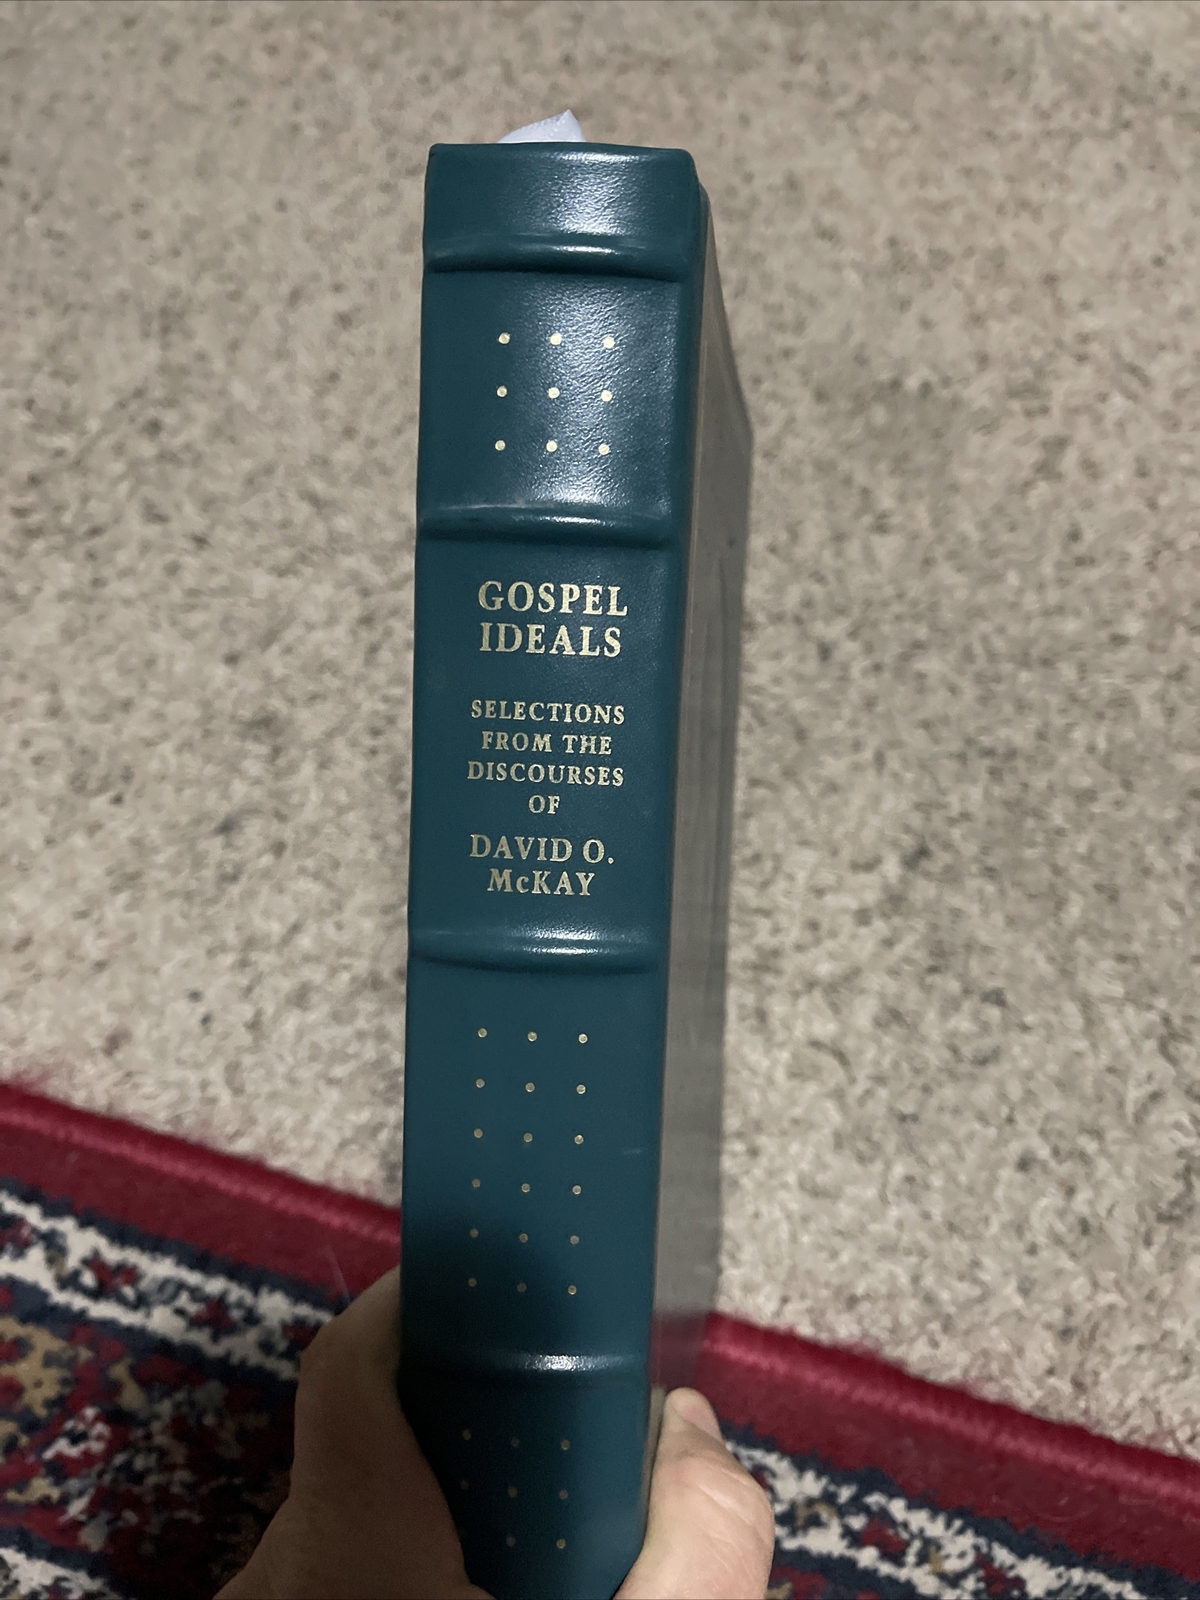 GOSPEL
IDEALS
SELECTIONS
FROM THE
DISCOURSES
OF
DAVID O.
McKAY